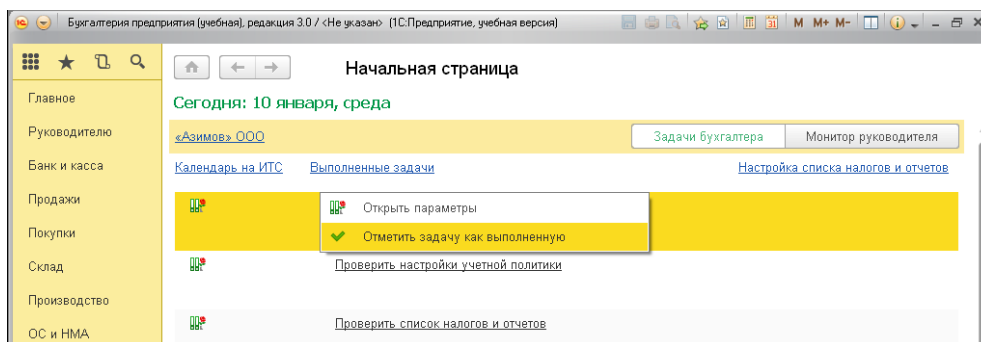 Бухгалтерия предприятия (учебная), редакция 3.0 / <Не указан> (1С:Предприятие, учебная версия)
M M+ M-
Начальная страница
Главное
Сегодня: 10 января, среда
Руководителю
«Азимов» ООО Задачи бухгалтера Монитор руководителя
Банк и касса
Календарь на ИТС Выполненные задачи Настройка списка налогов и отчетов
Продажи
Открыть параметры
Покупки
Отметить задачу как выполненную
Склад
Проверить настройки учетной политики
Производство
ОС и НМА
Проверить список налогов и отчетов